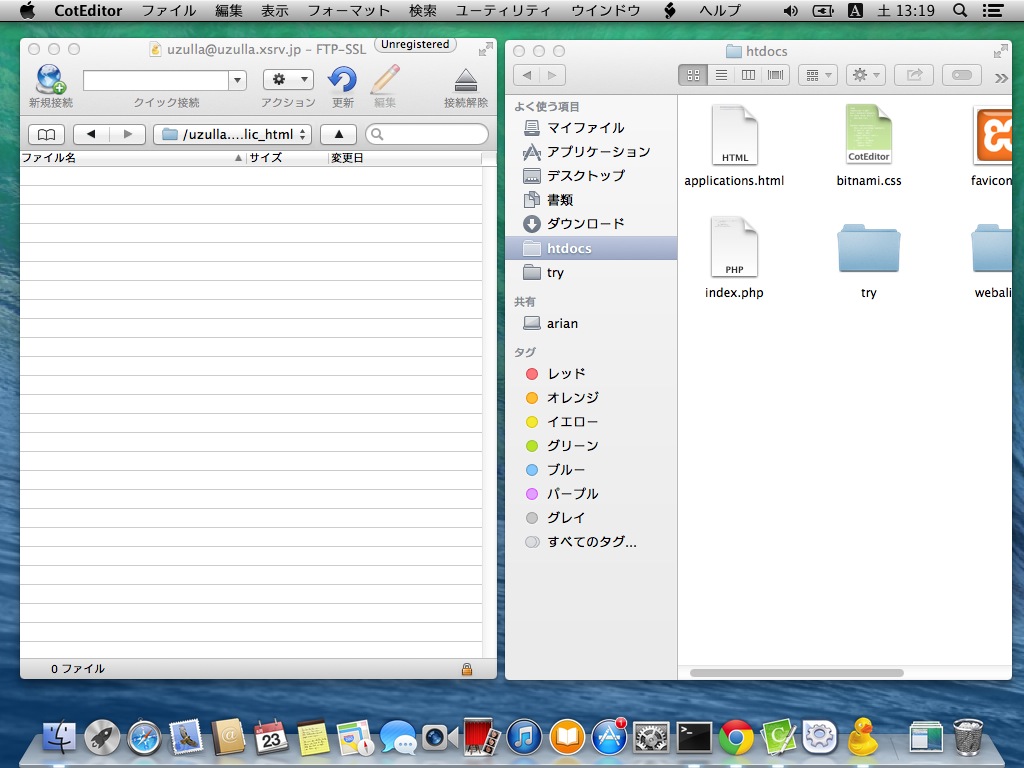 CotEditor ファイル 編集 表示 フォーマット 検索 ユーティリティ ウインドウ ヘルプ A 土 13:19
uzulla@uzulla.xsrv.jp – FTP-SSL Unregistered
新規接続 クイック接続 アクション 更新 編集 接続解除
/uzulla....lic_html
ファイル名 サイズ 変更日
0 ファイル
htdocs
よく使う項目
マイファイル
アプリケーション
デスクトップ
書類
ダウンロード
htdocs
try
共有
arian
タグ
レッド
オレンジ
イエロー
グリーン
ブルー
パープル
グレイ
すべてのタグ...
HTML
CotEditor
applications.html bitnami.css favicon
PHP
index.php try webali
23
1